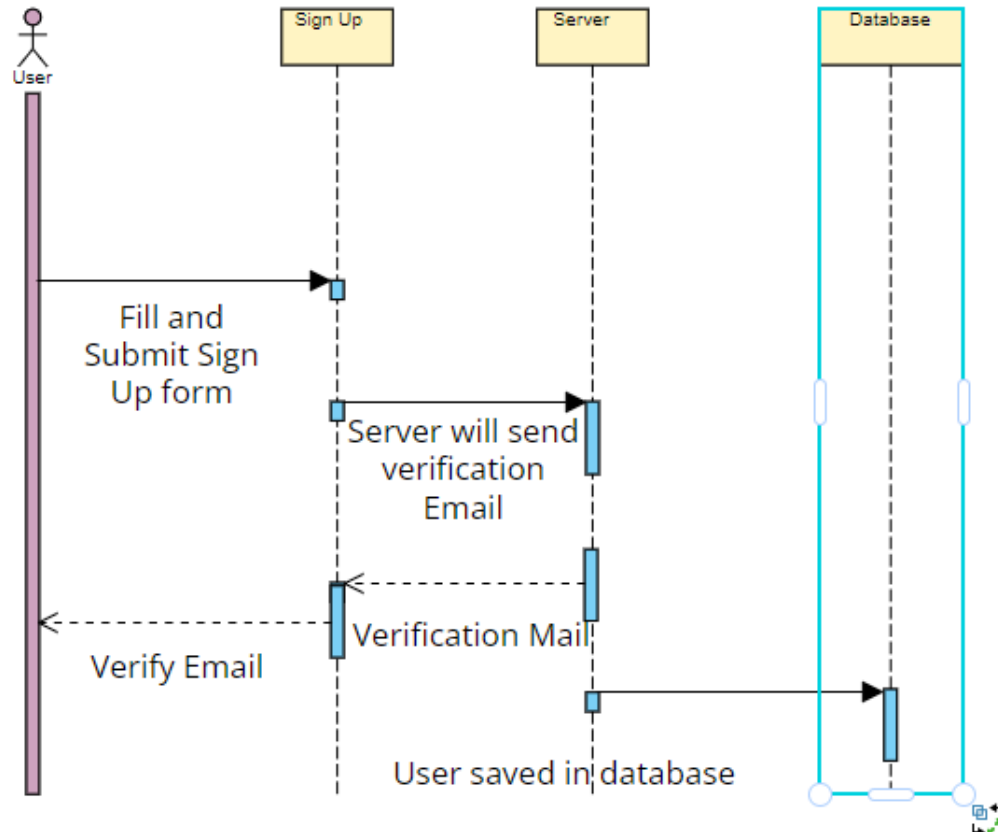 Sign Up
Server
Database
User
Fill and
Submit Sign
Up form
Server will send
verification
Email
Verification Mail
Verify Email
User saved in database